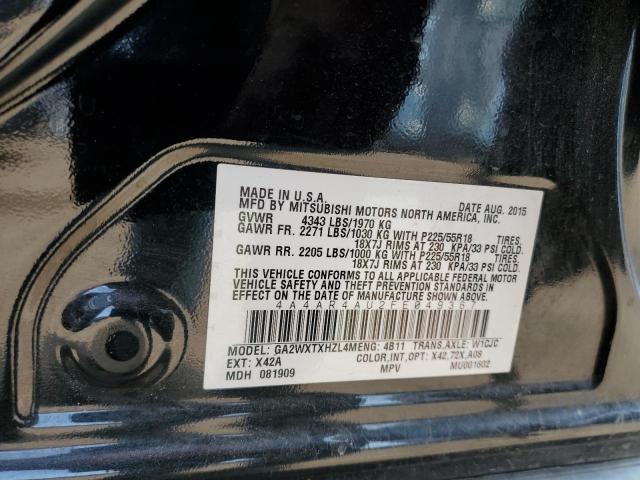 MADE IN U.S.A. DATE AUG. 2015
MFD BY MITSUBISHI MOTORS NORTH AMERICA, INC.
GVWR 4343 LBS/1970 KG
GAWR FR. 2271 LBS/1030 KG WITH P225/55R18 TIRES.
18X7J RIMS AT 230 KPA/33 PSI COLD.
GAWR RR. 2205 LBS/1000 KG WITH P225/55R18 TIRES.
18X7J RIMS AT 230 KPA/33 PSI COLD.
THIS VEHICLE CONFORMS TO ALL APPLICABLE FEDERAL MOTOR
VEHICLE SAFETY AND THEFT PREVENTION STANDARDS IN
EFFECT ON THE DATE OF MANUFACTURE SHOWN ABOVE.
4A4AR4AU2FE049367
MODEL: GA2WXTXHZL4MENG: 4B11 TRANS,AXLE: W1CJC
EXT: X42A COLOR,INT,OPT: X42,72X,A08
MDH 081909 MPV MU001602